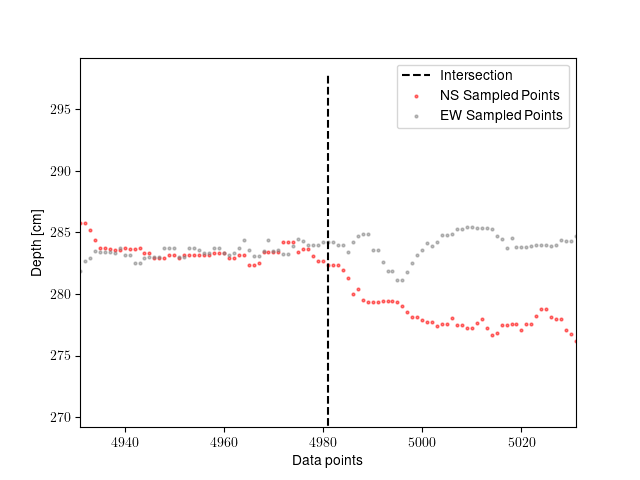 Intersection
NS Sampled Points
EW Sampled Points
Depth [cm]
295
290
285
280
275
270
4940 4960 4980 5000 5020
Data points